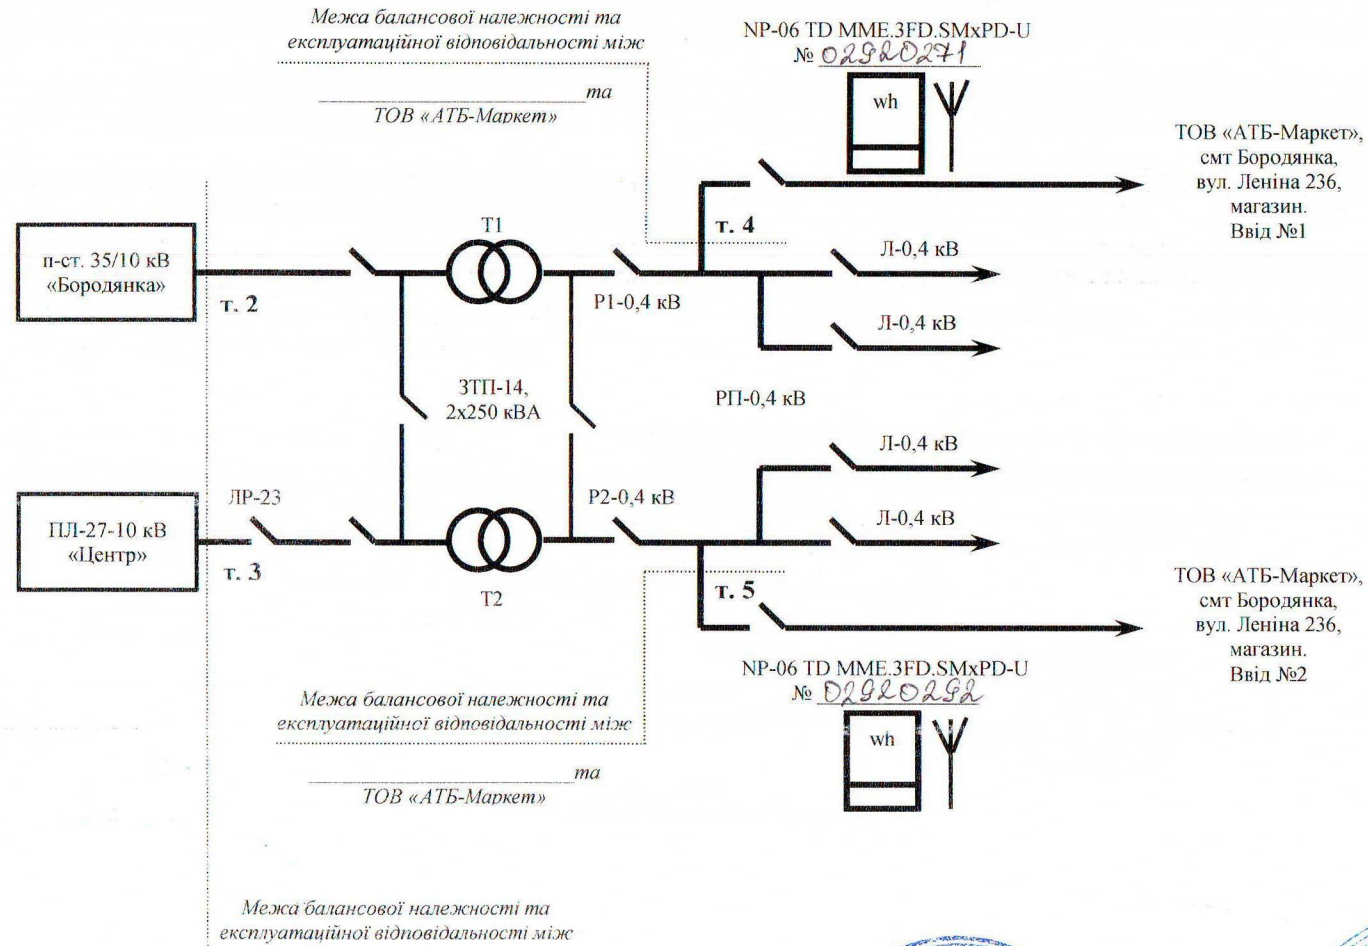 Межа балансової належності та
експлуатаційної відповідальності між
та
ТОВ «АТБ-Маркет»
NP-06 TD MME.3FD.SMxPD-U
№ 02920271
wh
ТОВ «АТБ-Маркет»,
смт Бородянка,
вул. Леніна 236,
магазин.
Ввід №1
т. 4
Т1
п-ст. 35/10 кВ
«Бородянка»
т. 2
Р1-0,4 кВ
Л-0,4 кВ
Л-0,4 кВ
ЗТП-14,
2х250 кВА
РП-0,4 кВ
Л-0,4 кВ
Л-0,4 кВ
ПЛ-27-10 кВ
«Центр»
ЛР-23
т. 3
Р2-0,4 кВ
Т2
т. 5
ТОВ «АТБ-Маркет»,
смт Бородянка,
вул. Леніна 236,
магазин.
Ввід №2
NP-06 TD MME.3FD.SMxPD-U
№ 02920292
wh
Межа балансової належності та
експлуатаційної відповідальності між
та
ТОВ «АТБ-Маркет»
Межа балансової належності та
експлуатаційної відповідальності між